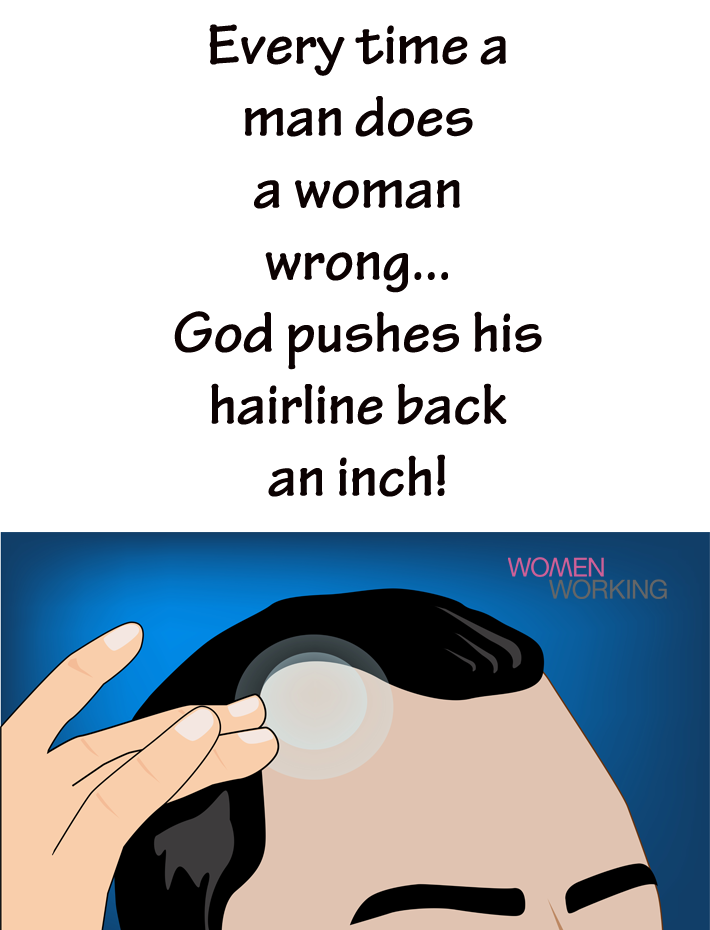 Every time a
man does
a woman
wrong...
God pushes his
hairline back
an inch!
WOMEN
WORKING